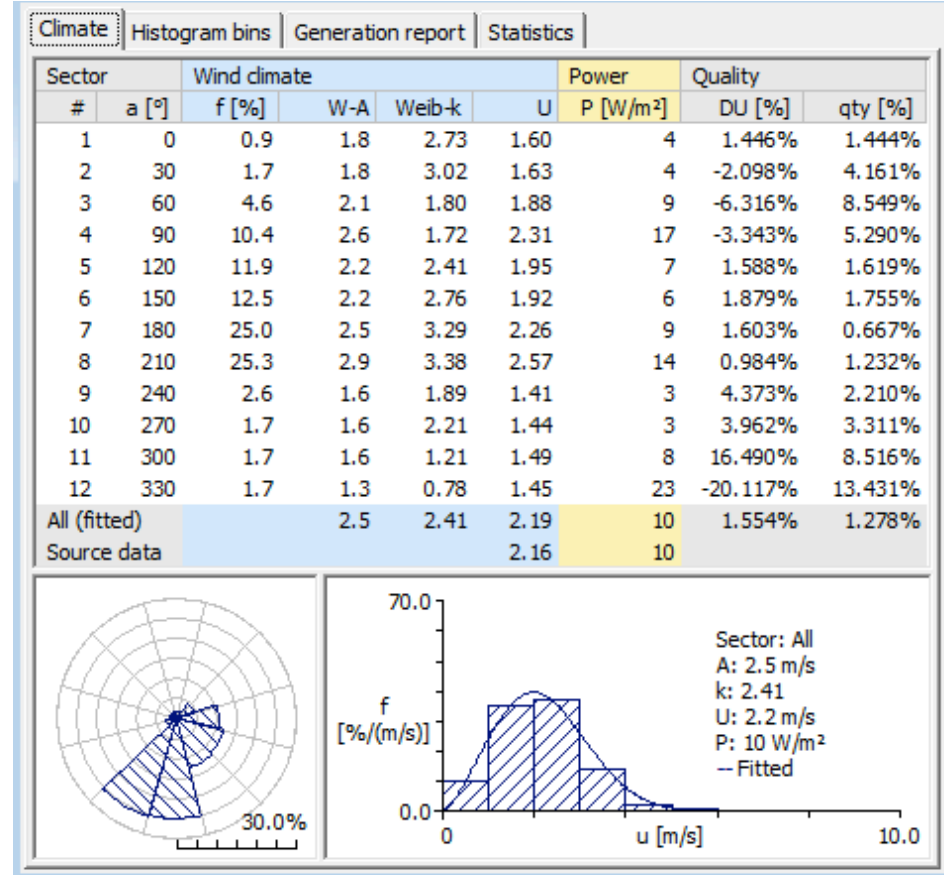 Climate Histogram bins Generation report Statistics
Sector Wind climate Power Quality
# a [°] f [%] W-A Weib-k U P [W/m²] DU [%] qty [%]
1 0 0.9 1.8 2.73 1.60 4 1.446% 1.444%
2 30 1.7 1.8 3.02 1.63 4 -2.098% 4.161%
3 60 4.6 2.1 1.80 1.88 9 -6.316% 8.549%
4 90 10.4 2.6 1.72 2.31 17 -3.343% 5.290%
5 120 11.9 2.2 2.41 1.95 7 1.588% 1.619%
6 150 12.5 2.2 2.76 1.92 6 1.879% 1.755%
7 180 25.0 2.5 3.29 2.26 9 1.603% 0.667%
8 210 25.3 2.9 3.38 2.57 14 0.984% 1.232%
9 240 2.6 1.6 1.89 1.41 3 4.373% 2.210%
10 270 1.7 1.6 2.21 1.44 3 3.962% 3.311%
11 300 1.7 1.6 1.21 1.49 8 16.490% 8.516%
12 330 1.7 1.3 0.78 1.45 23 -20.117% 13.431%
All (fitted) 2.5 2.41 2.19 10 1.554% 1.278%
Source data 2.16 10
30.0%
70.0
f
[%/(m/s)]
0.0
0 u [m/s] 10.0
Sector: All
A: 2.5 m/s
k: 2.41
U: 2.2 m/s
P: 10 W/m²
-- Fitted